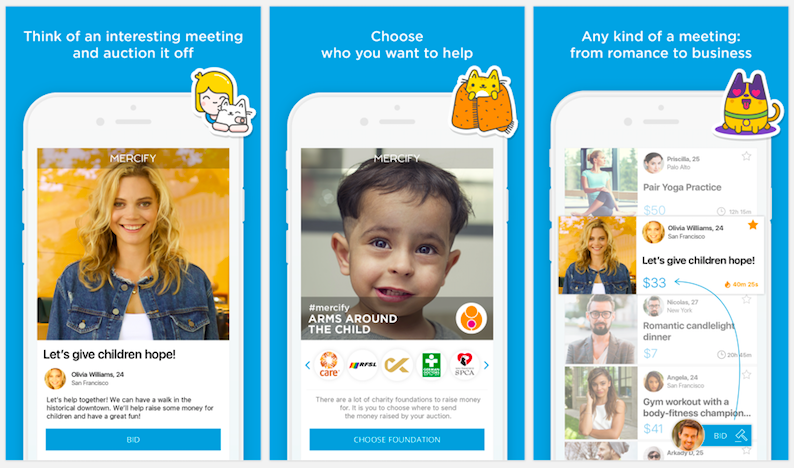 Think of an interesting meeting
and auction it off
MERCIFY
Let's give children hope!
Olivia Williams, 24
San Francisco
Let's help together! We can have a walk in the
historical downtown. We'll help raise some money for
children and have a great fun!
BID
Choose
who you want to help
MERCIFY
#mercify
ARMS AROUND
THE CHILD
care
RFSL
SPCA
There are a lot of charity foundations to raise money
for. It is you to choose where to send
the money raised by your auction.
CHOOSE FOUNDATION
Any kind of a meeting:
from romance to business
Priscilla, 25
Palo Alto
Pair Yoga Practice
$50
12h 15m
Olivia Williams, 24
San Francisco
Let's give children hope!
$33
40m 25s
Nicolas, 27
New York
Romantic candlelight
dinner
$7
20h 45m
Angela, 24
San Francisco
Gym workout with a
body-fitness champion...
$41
BID
Arkady D, 25